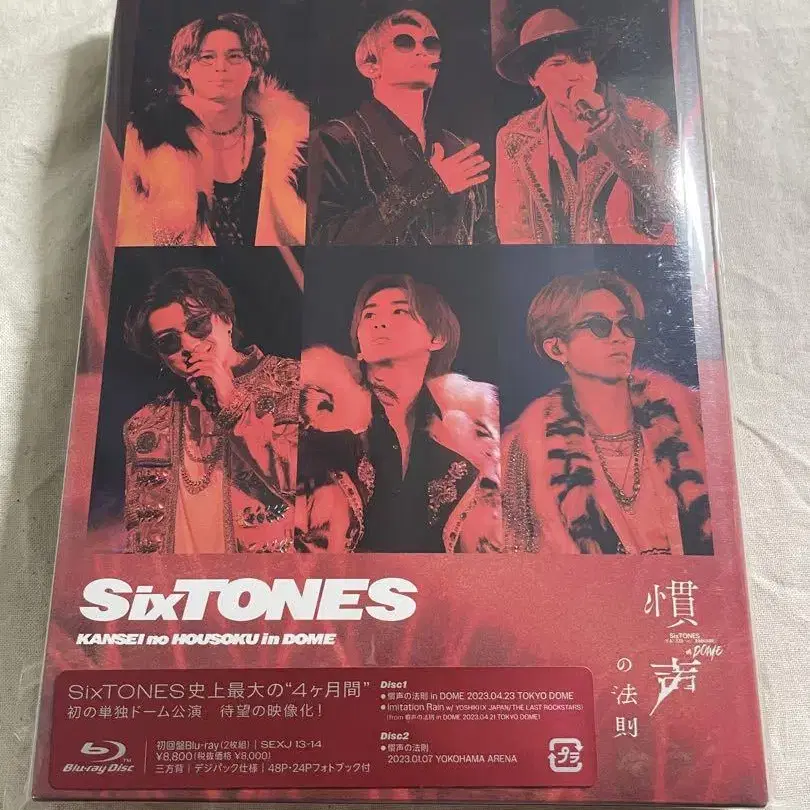 SixTONES
KANSEI no HOUSOKU in DOME
慣声
の法則
in DOME
SixTONES史上最大の“4ヶ月間”
初の単独ドーム公演 待望の映像化！
Blu-ray Disc
初回盤Blu-ray(2枚組) | SEXJ 13-14
¥8,800(税抜価格 ¥8,000)
三方背 | デジパック仕様 | 48P・24Pフォトブック付
Disc1
● 慣声の法則 in DOME 2023.04.23 TOKYO DOME
● Imitation Rain w/ YOSHIKI(X JAPAN/THE LAST ROCKSTARS)
(from 慣声の法則 in DOME 2023.04.21 TOKYO DOME)
Disc2
● 慣声の法則
2023.01.07 YOKOHAMA ARENA
プラ